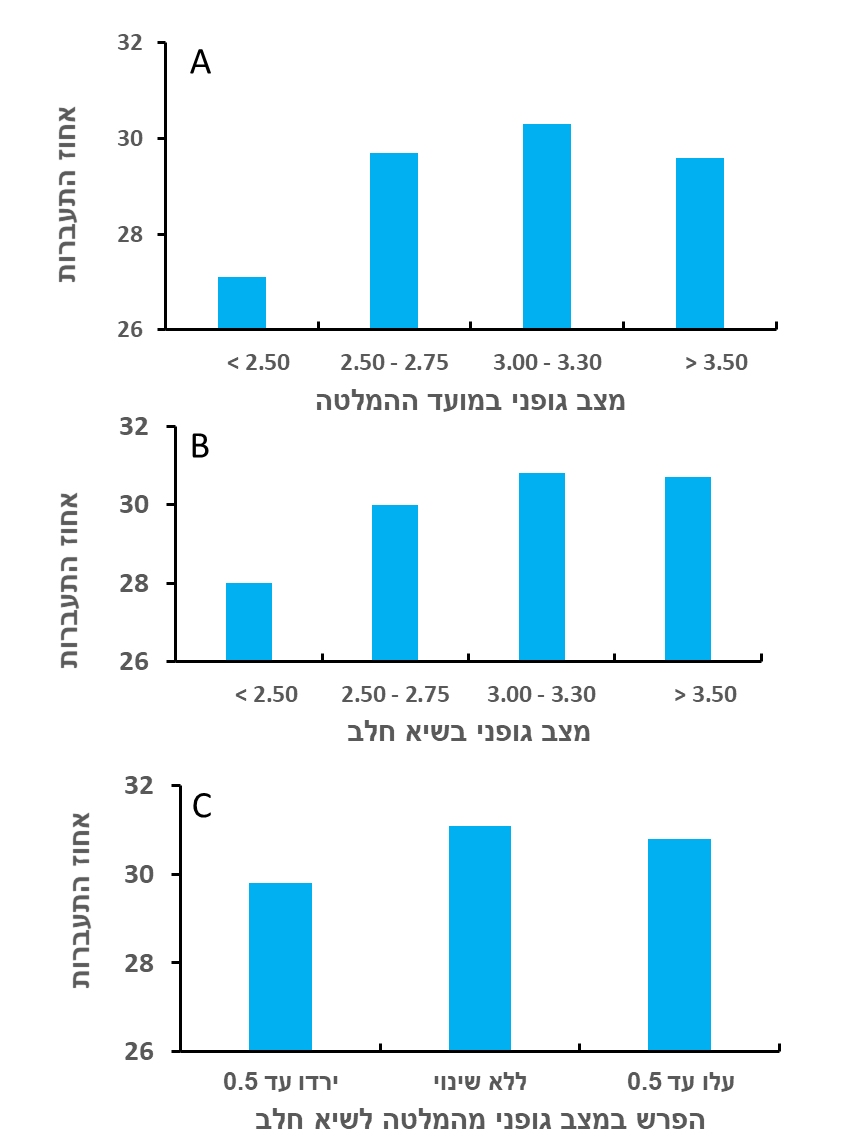 A
אחוז התעברות
32
30
28
26
< 2.50 2.50 - 2.75 3.00 - 3.30 > 3.50
מצב גופני במועד ההמלטה
B
אחוז התעברות
32
30
28
26
< 2.50 2.50 - 2.75 3.00 - 3.30 > 3.50
מצב גופני בשיא חלב
C
אחוז התעברות
32
30
28
26
ירדו עד 0.5
ללא שינוי
עלו עד 0.5
הפרש במצב גופני מהמלטה לשיא חלב